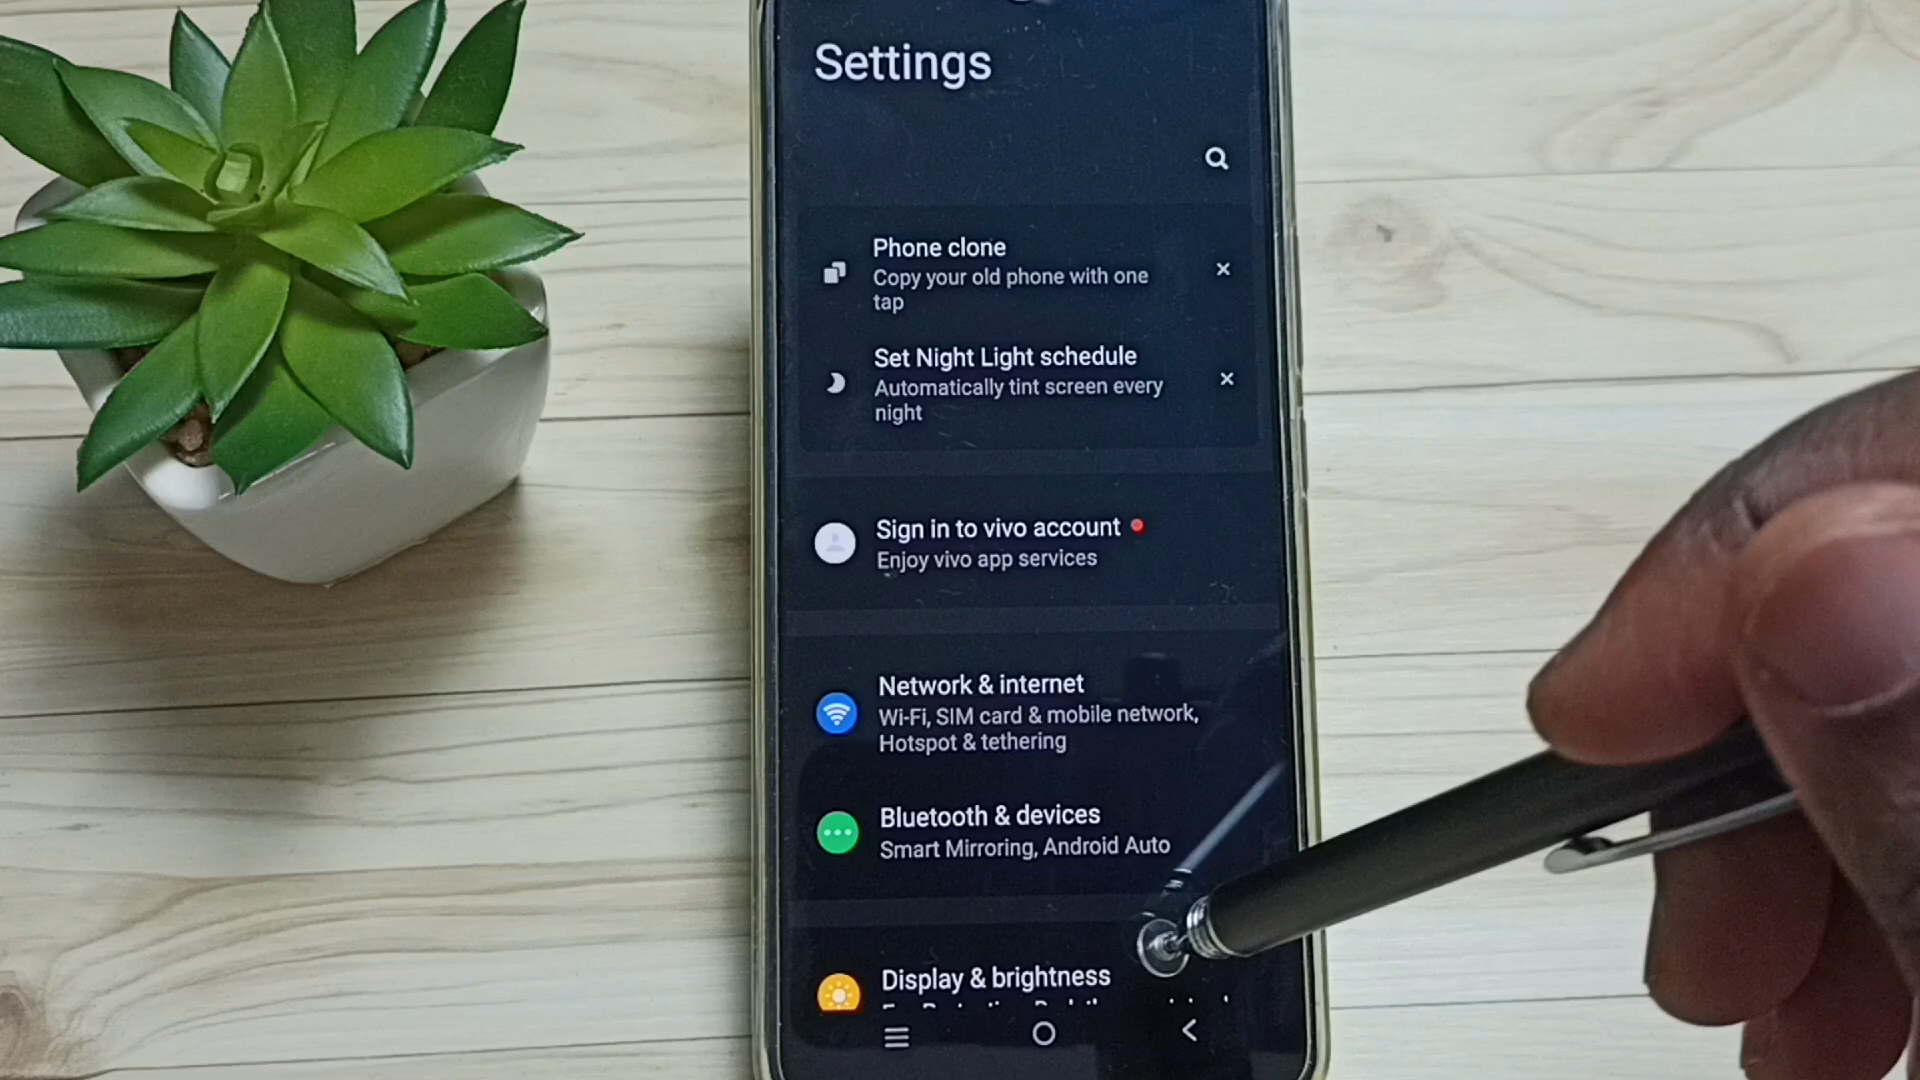 Settings
Phone clone
Copy your old phone with one
tap
Set Night Light schedule
Automatically tint screen every
night
Sign in to vivo account
Enjoy vivo app services
Network & internet
Wi-Fi, SIM card & mobile network,
Hotspot & tethering
Bluetooth & devices
Smart Mirroring, Android Auto
Display & brightness